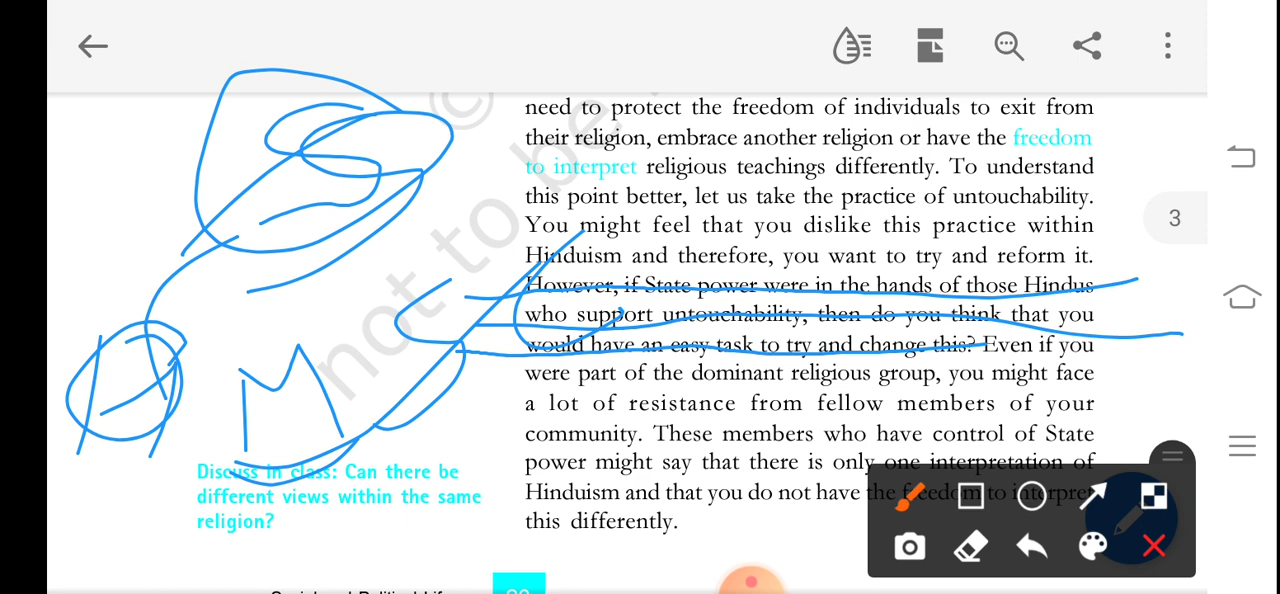 need to protect the freedom of individuals to exit from
their religion, embrace another religion or have the freedom
to interpret religious teachings differently. To understand
this point better, let us take the practice of untouchability.
You might feel that you dislike this practice within
Hinduism and therefore, you want to try and reform it.
However, if State power were in the hands of those Hindus
who support untouchability, then do you think that you
would have an easy task to try and change this? Even if you
were part of the dominant religious group, you might face
a lot of resistance from fellow members of your
community. These members who have control of State
power might say that there is only one interpretation of
Hinduism and that you do not have the freedom to interpret
this differently.
Discuss in class: Can there be
different views within the same
religion?
3
© not to be
S
A
M